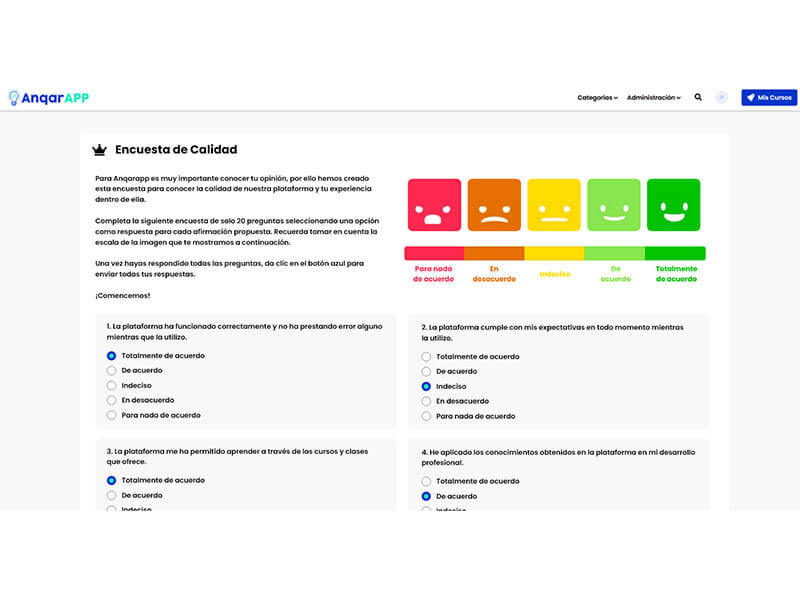 AnqarAPP
Categorias
Administración
Mis Cursos
Encuesta de Calidad
Para Anqarapp es muy importante conocer tu opinión, por ello hemos creado
esta encuesta para conocer la calidad de nuestra plataforma y tu experiencia
dentro de ella.
Completa la siguiente encuesta de solo 20 preguntas seleccionando una opción
como respuesta para cada afirmación propuesta. Recuerda tomar en cuenta la
escala de la imagen que te mostramos a continuación.
Una vez hayas respondido todas las preguntas, da clic en el botón azul para
enviar todas tus respuestas.
¡Comencemos!
Para nada
de acuerdo
En
desacuerdo
Indeciso
De
acuerdo
Totalmente
de acuerdo
1. La plataforma ha funcionado correctamente y no ha prestando error alguno
mientras que la utilizo.
Totalmente de acuerdo
De acuerdo
Indeciso
En desacuerdo
Para nada de acuerdo
2. La plataforma cumple con mis expectativas en todo momento mientras
la utilizo.
Totalmente de acuerdo
De acuerdo
Indeciso
En desacuerdo
Para nada de acuerdo
3. La plataforma me ha permitido aprender a través de los cursos y clases
que ofrece.
Totalmente de acuerdo
De acuerdo
Indeciso
4. He aplicado los conocimientos obtenidos en la plataforma en mi desarrollo
profesional.
Totalmente de acuerdo
De acuerdo
Indeciso